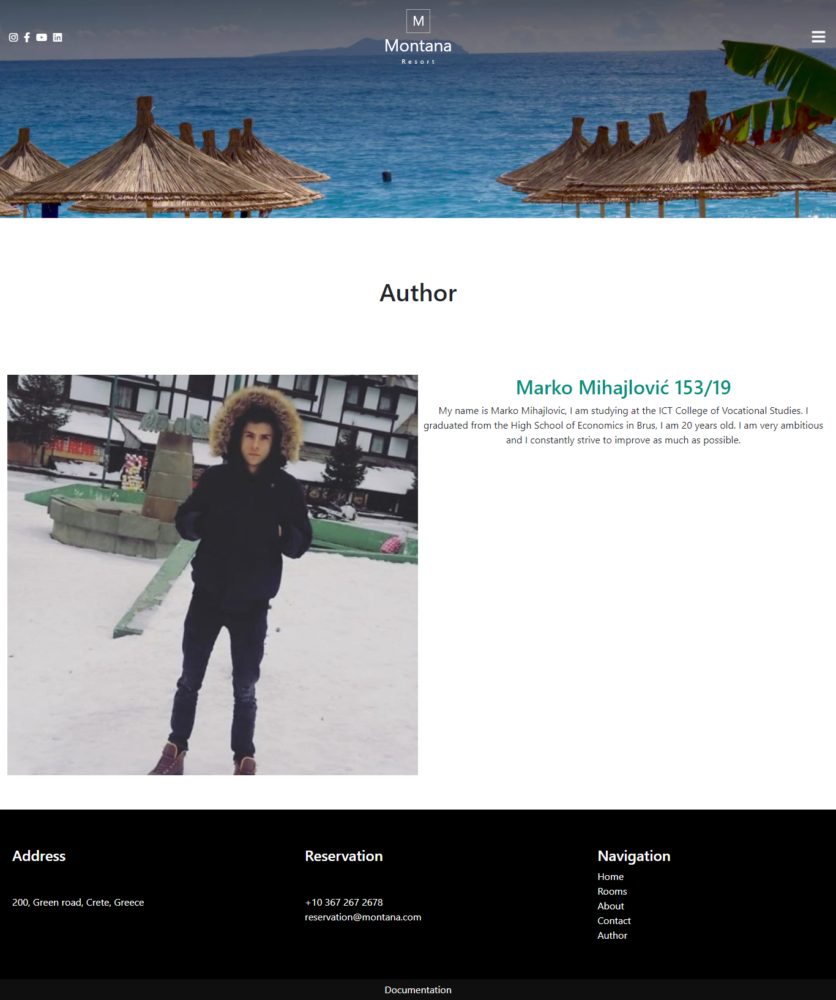 M
Montana
Resort
Author
Marko Mihajlović 153/19
My name is Marko Mihajlovic, I am studying at the ICT College of Vocational Studies. I
graduated from the High School of Economics in Brus, I am 20 years old. I am very ambitious
and I constantly strive to improve as much as possible.
Address
200, Green road, Crete, Greece
Reservation
+10 367 267 2678
reservation@montana.com
Navigation
Home
Rooms
About
Contact
Author
Documentation